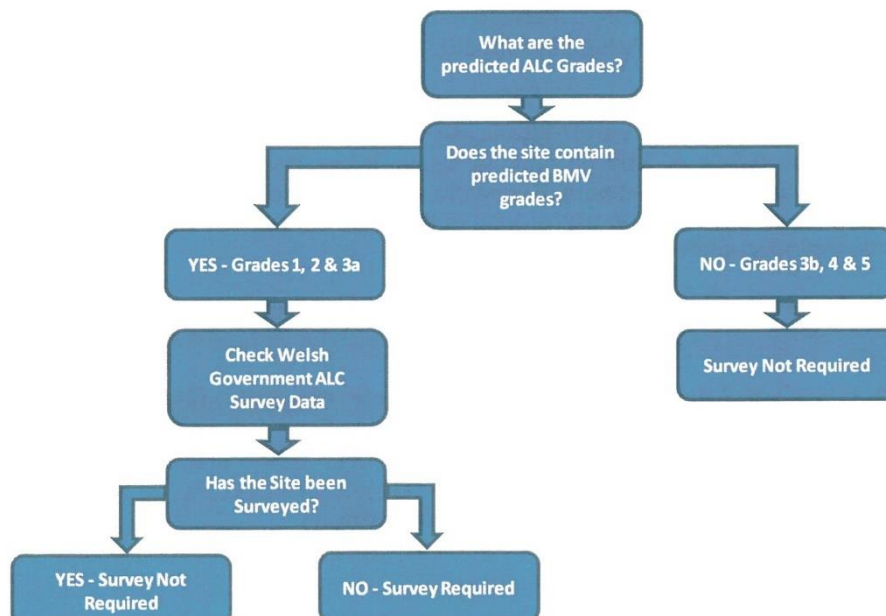 What are the
predicted ALC Grades?
Does the site contain
predicted BMV
grades?
YES - Grades 1, 2 & 3a
NO - Grades 3b, 4 & 5
Check Welsh
Government ALC
Survey Data
Survey Not Required
Has the Site been
Surveyed?
YES - Survey Not
Required
NO - Survey Required